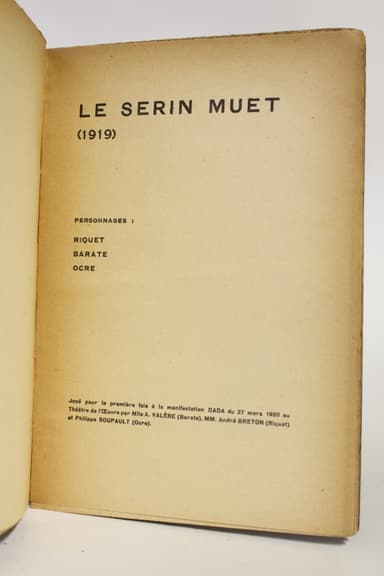 LE SERIN MUET
(1919)
PERSONNAGES :
RIQUET
BARATE
OCRE
Joué pour la première fois à la manifestation DADA du 27 mars 1920 au
Théâtre de l'Œuvre par Mlle A. VALÈRE (Barate), MM. André BRETON (Riquet)
et Philippe SOUPAULT (Ocre).